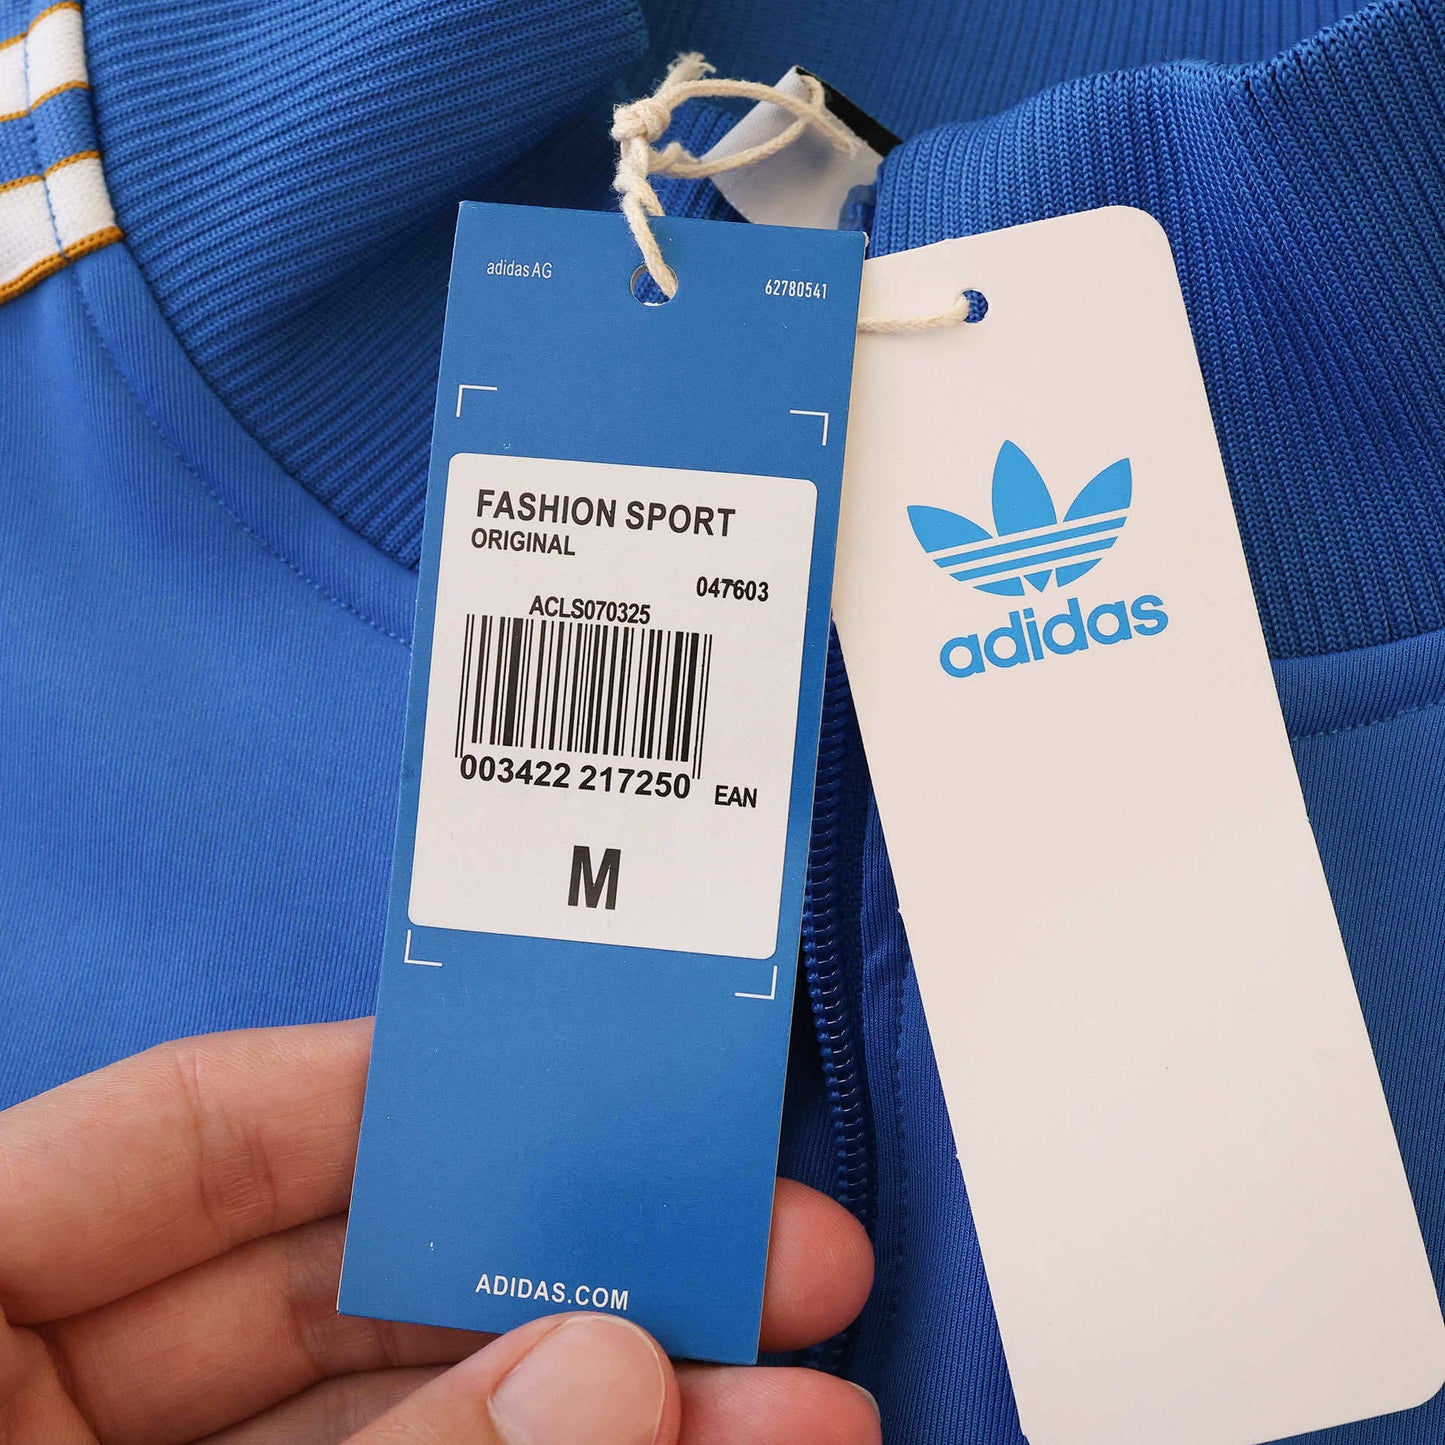 adidas AG
62780541
FASHION SPORT
ORIGINAL
047603
ACLS070325
003422 217250
EAN
M
ADIDAS.COM
adidas